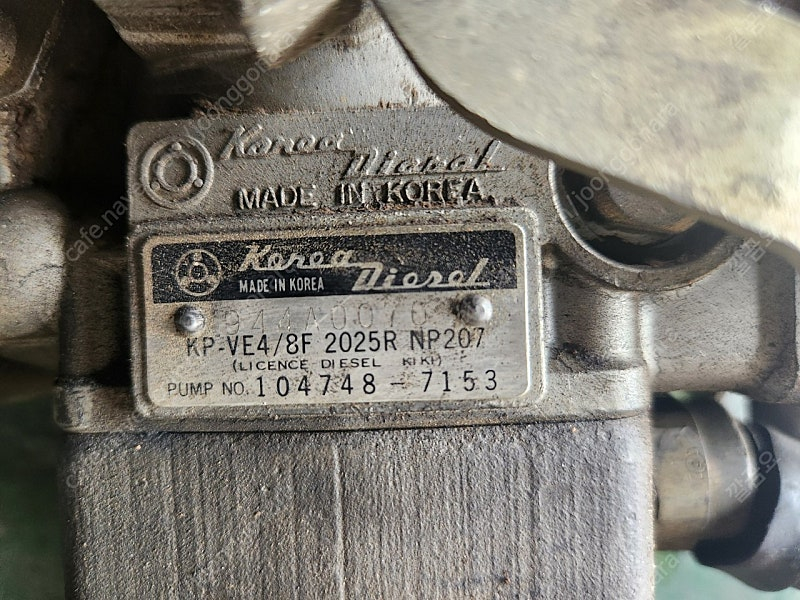 Korea Diesel
MADE IN KOREA
Korea Diesel
MADE IN KOREA
944A0070
KP-VE4/8F 2025R NP207
(LICENCE DIESEL KIKI)
PUMP NO. 104748-7153